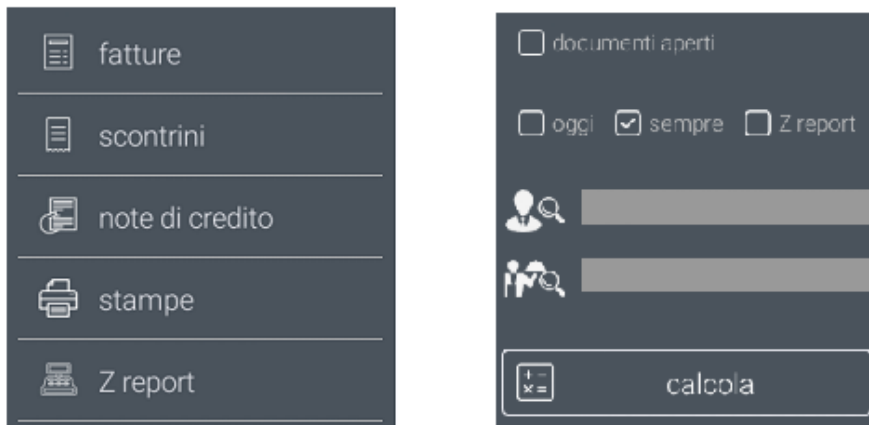 fatture
scontrini
note di credito
stampe
Z report
documenti aperti
oggi sempre Z report
calcola